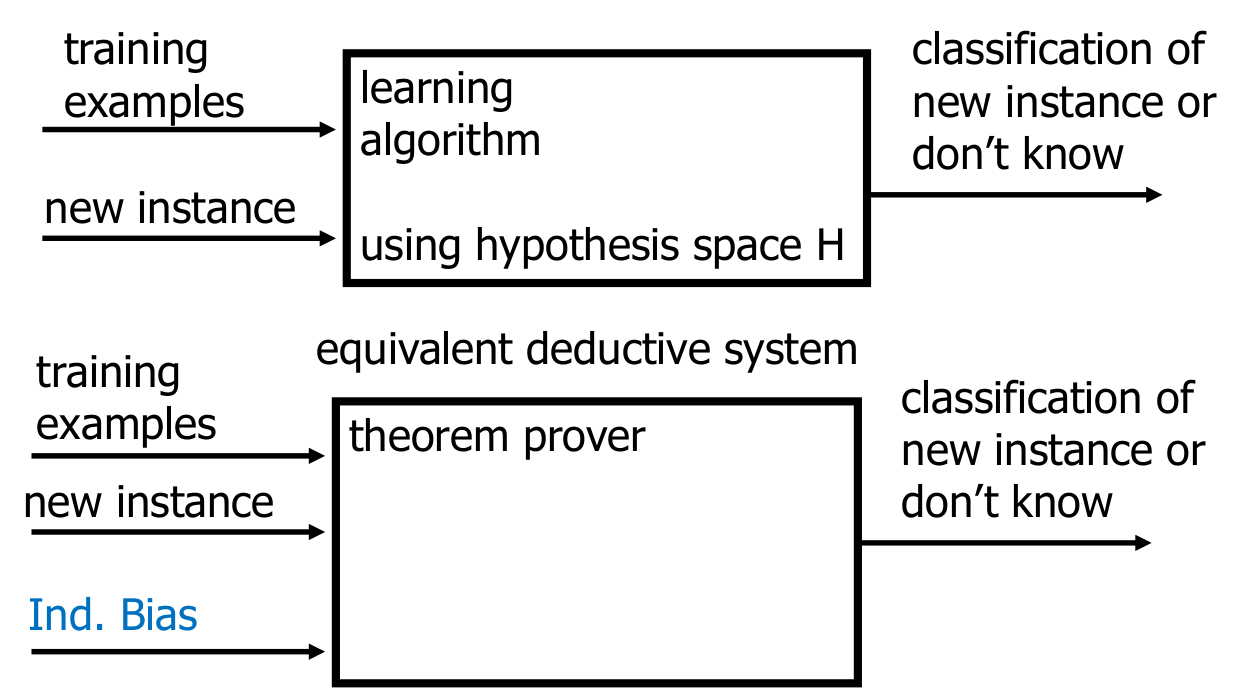 training
examples
new instance
learning
algorithm
using hypothesis space H
classification of
new instance or
don’t know
equivalent deductive system
training
examples
new instance
Ind. Bias
theorem prover
classification of
new instance or
don’t know